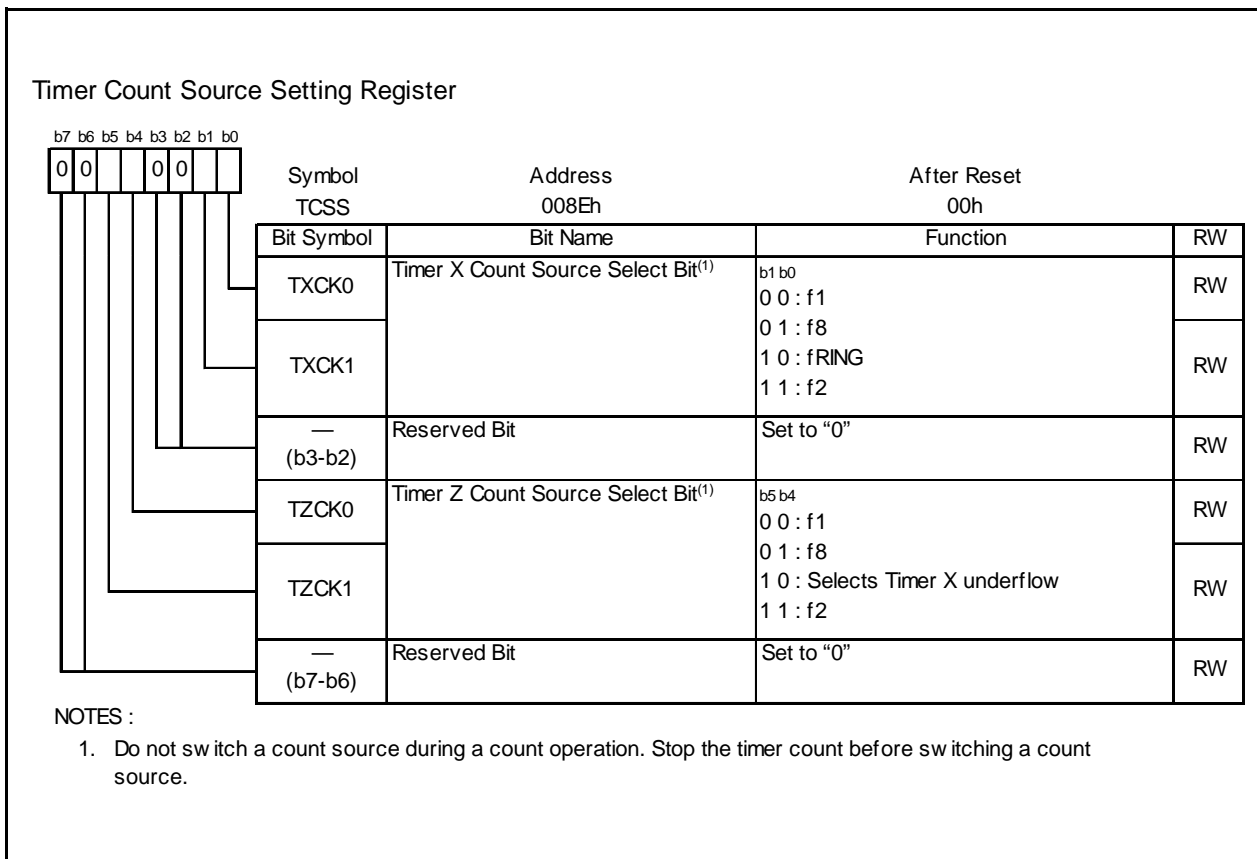 Timer Count Source Setting Register
b7 b6 b5 b4 b3 b2 b1 b0
0 0 0 0
Symbol Address After Reset
TCSS 008Eh 00h
Bit Symbol Bit Name Function RW
TXCK0 Timer X Count Source Select Bit(1) b1 b0 RW
0 0 : f1
0 1 : f8
TXCK1 1 0 : fRING RW
1 1 : f2
— Reserved Bit Set to “0” RW
(b3-b2)
TZCK0 Timer Z Count Source Select Bit(1) b5 b4 RW
0 0 : f1
0 1 : f8
TZCK1 1 0 : Selects Timer X underflow RW
1 1 : f2
— Reserved Bit Set to “0” RW
(b7-b6)
NOTES :
1. Do not switch a count source during a count operation. Stop the timer count before switching a count
source.